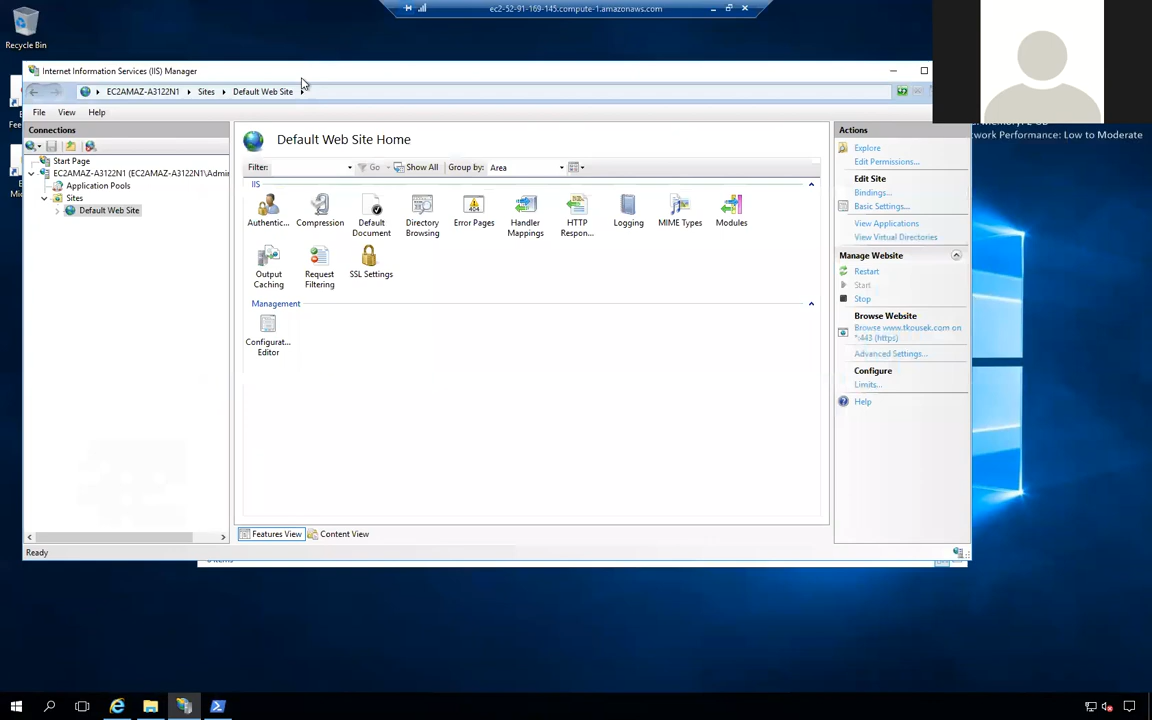 ec2-52-91-169-145.compute-1.amazonaws.com
Recycle Bin
Internet Information Services (IIS) Manager
EC2AMAZ-A3122N1
Sites
Default Web Site
File
View
Help
Connections
Start Page
EC2AMAZ-A3122N1 (EC2AMAZ-A3122N1\Admir
Application Pools
Sites
Default Web Site
Default Web Site Home
Filter:
Go
Show All
Group by:
Area
IIS
Authentic...
Compression
Default
Document
Directory
Browsing
Error Pages
Handler
Mappings
HTTP
Respon...
Logging
MIME Types
Modules
Output
Caching
Request
Filtering
SSL Settings
Management
Configurat...
Editor
Features View
Content View
Actions
Explore
Edit Permissions...
Edit Site
Bindings...
Basic Settings...
View Applications
View Virtual Directories
Manage Website
Restart
Start
Stop
Browse Website
Browse www.tkousek.com on
*:443 (https)
Advanced Settings...
Configure
Limits...
Help
work Performance: Low to Moderate
Ready